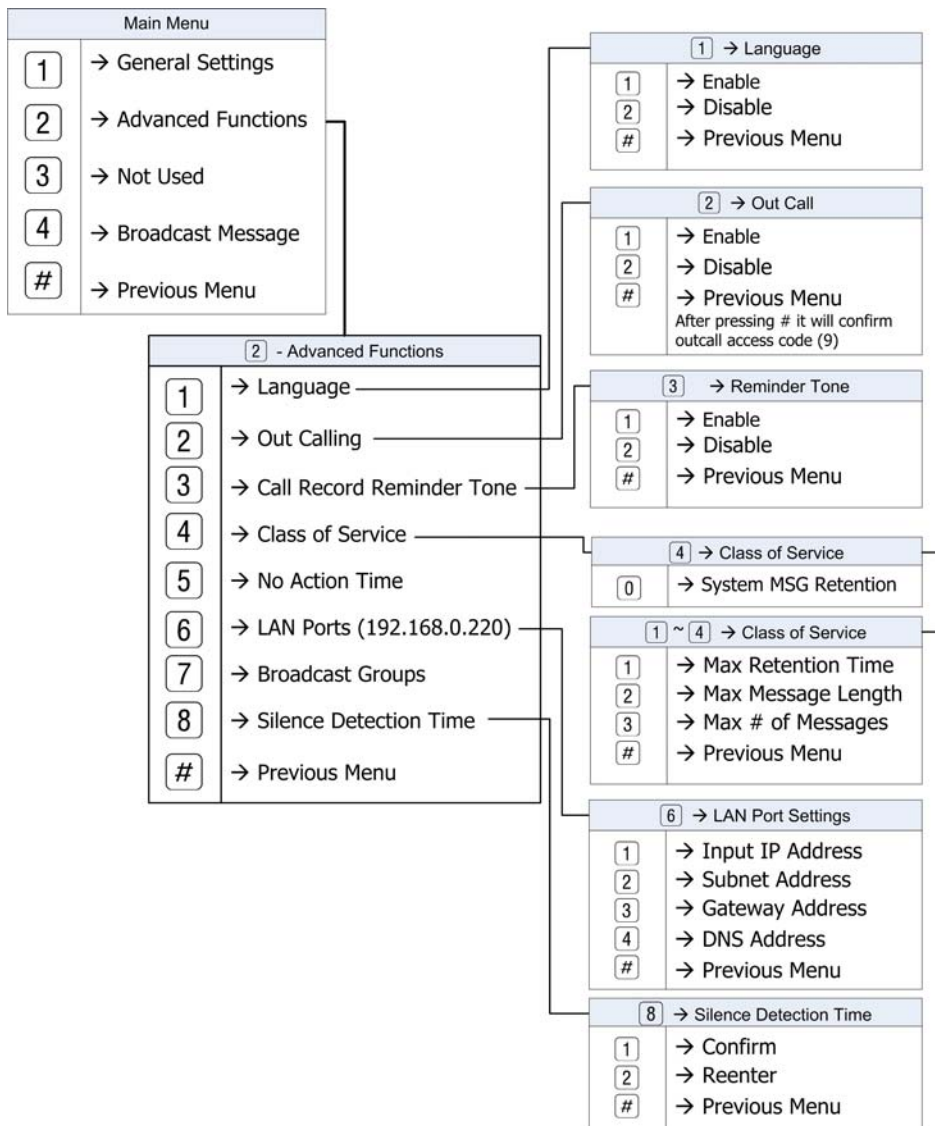 Main Menu
1 → General Settings
2 → Advanced Functions
3 → Not Used
4 → Broadcast Message
# → Previous Menu
2 - Advanced Functions
1 → Language
2 → Out Calling
3 → Call Record Reminder Tone
4 → Class of Service
5 → No Action Time
6 → LAN Ports (192.168.0.220)
7 → Broadcast Groups
8 → Silence Detection Time
# → Previous Menu
1 → Language
1 → Enable
2 → Disable
# → Previous Menu
2 → Out Call
1 → Enable
2 → Disable
# → Previous Menu
After pressing # it will confirm
outcall access code (9)
3 → Reminder Tone
1 → Enable
2 → Disable
# → Previous Menu
4 → Class of Service
0 → System MSG Retention
1 ~ 4 → Class of Service
1 → Max Retention Time
2 → Max Message Length
3 → Max # of Messages
# → Previous Menu
6 → LAN Port Settings
1 → Input IP Address
2 → Subnet Address
3 → Gateway Address
4 → DNS Address
# → Previous Menu
8 → Silence Detection Time
1 → Confirm
2 → Reenter
# → Previous Menu